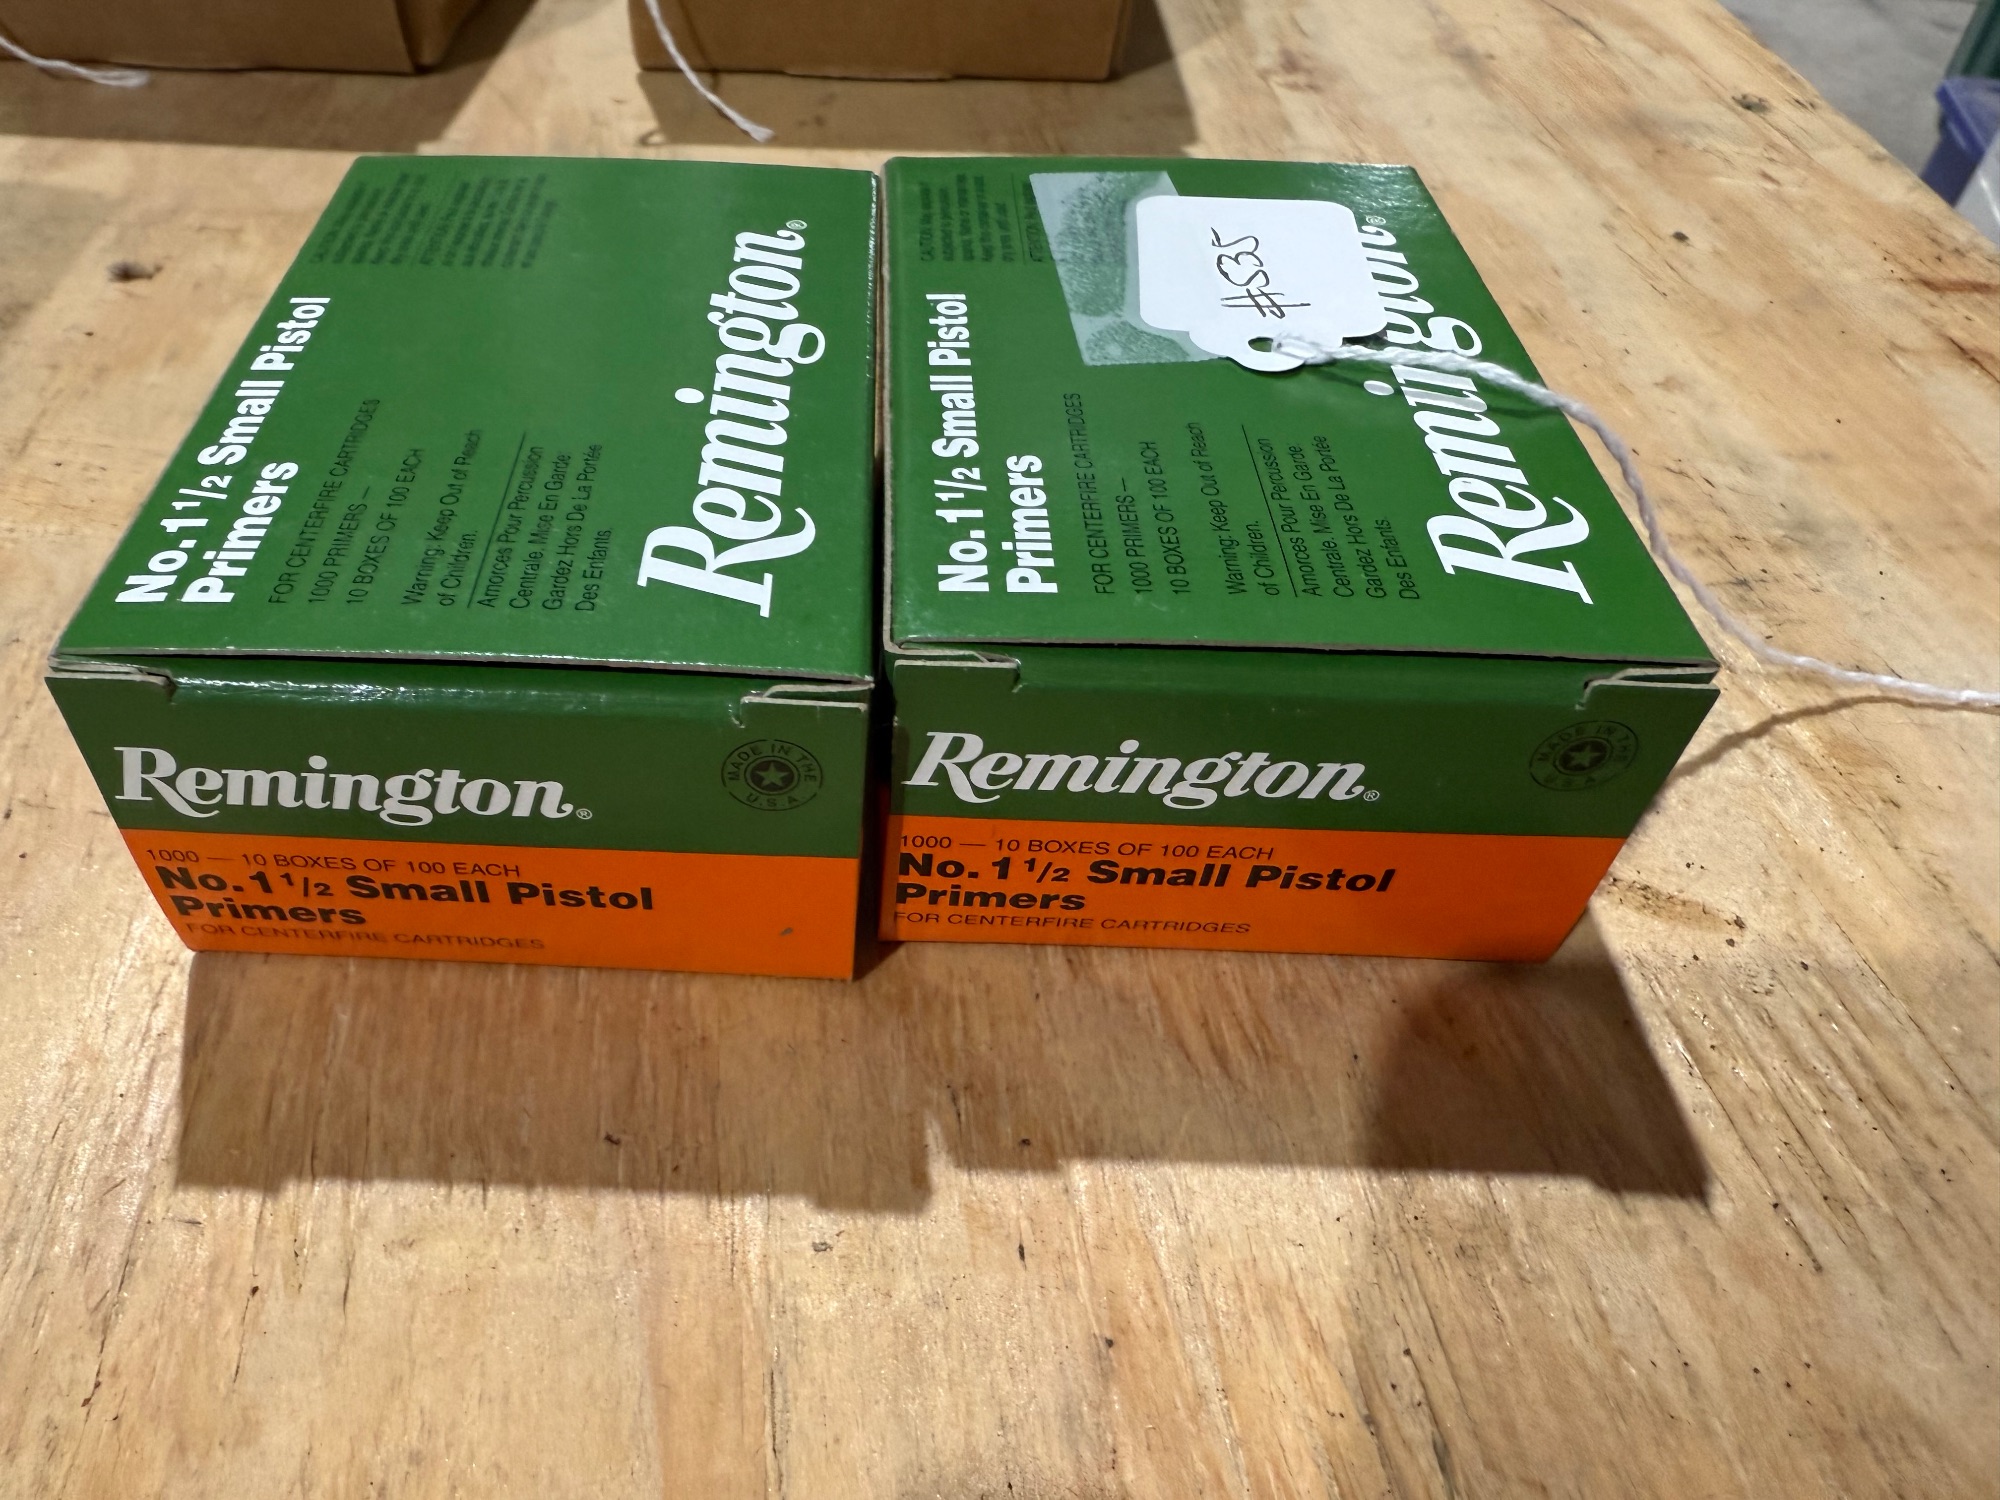 No. 1 1/2 Small Pistol
Primers
FOR CENTERFIRE CARTRIDGES
1000 PRIMERS —
10 BOXES OF 100 EACH
Warning: Keep Out of Reach
of Children.
Amorces Pour Percussion
Centrale. Mise En Garde:
Gardez Hors De La Portée
Des Enfants.
Remington®
Remington®
MADE IN THE
U.S.A
1000 — 10 BOXES OF 100 EACH
No. 1 1/2 Small Pistol
Primers
FOR CENTERFIRE CARTRIDGES
No. 1 1/2 Small Pistol
Primers
FOR CENTERFIRE CARTRIDGES
1000 PRIMERS —
10 BOXES OF 100 EACH
Warning: Keep Out of Reach
of Children.
Amorces Pour Percussion
Centrale. Mise En Garde:
Gardez Hors De La Portée
Des Enfants.
Remington®
#535
Remington®
MADE IN THE
U S A
1000 — 10 BOXES OF 100 EACH
No. 1 1/2 Small Pistol
Primers
FOR CENTERFIRE CARTRIDGES